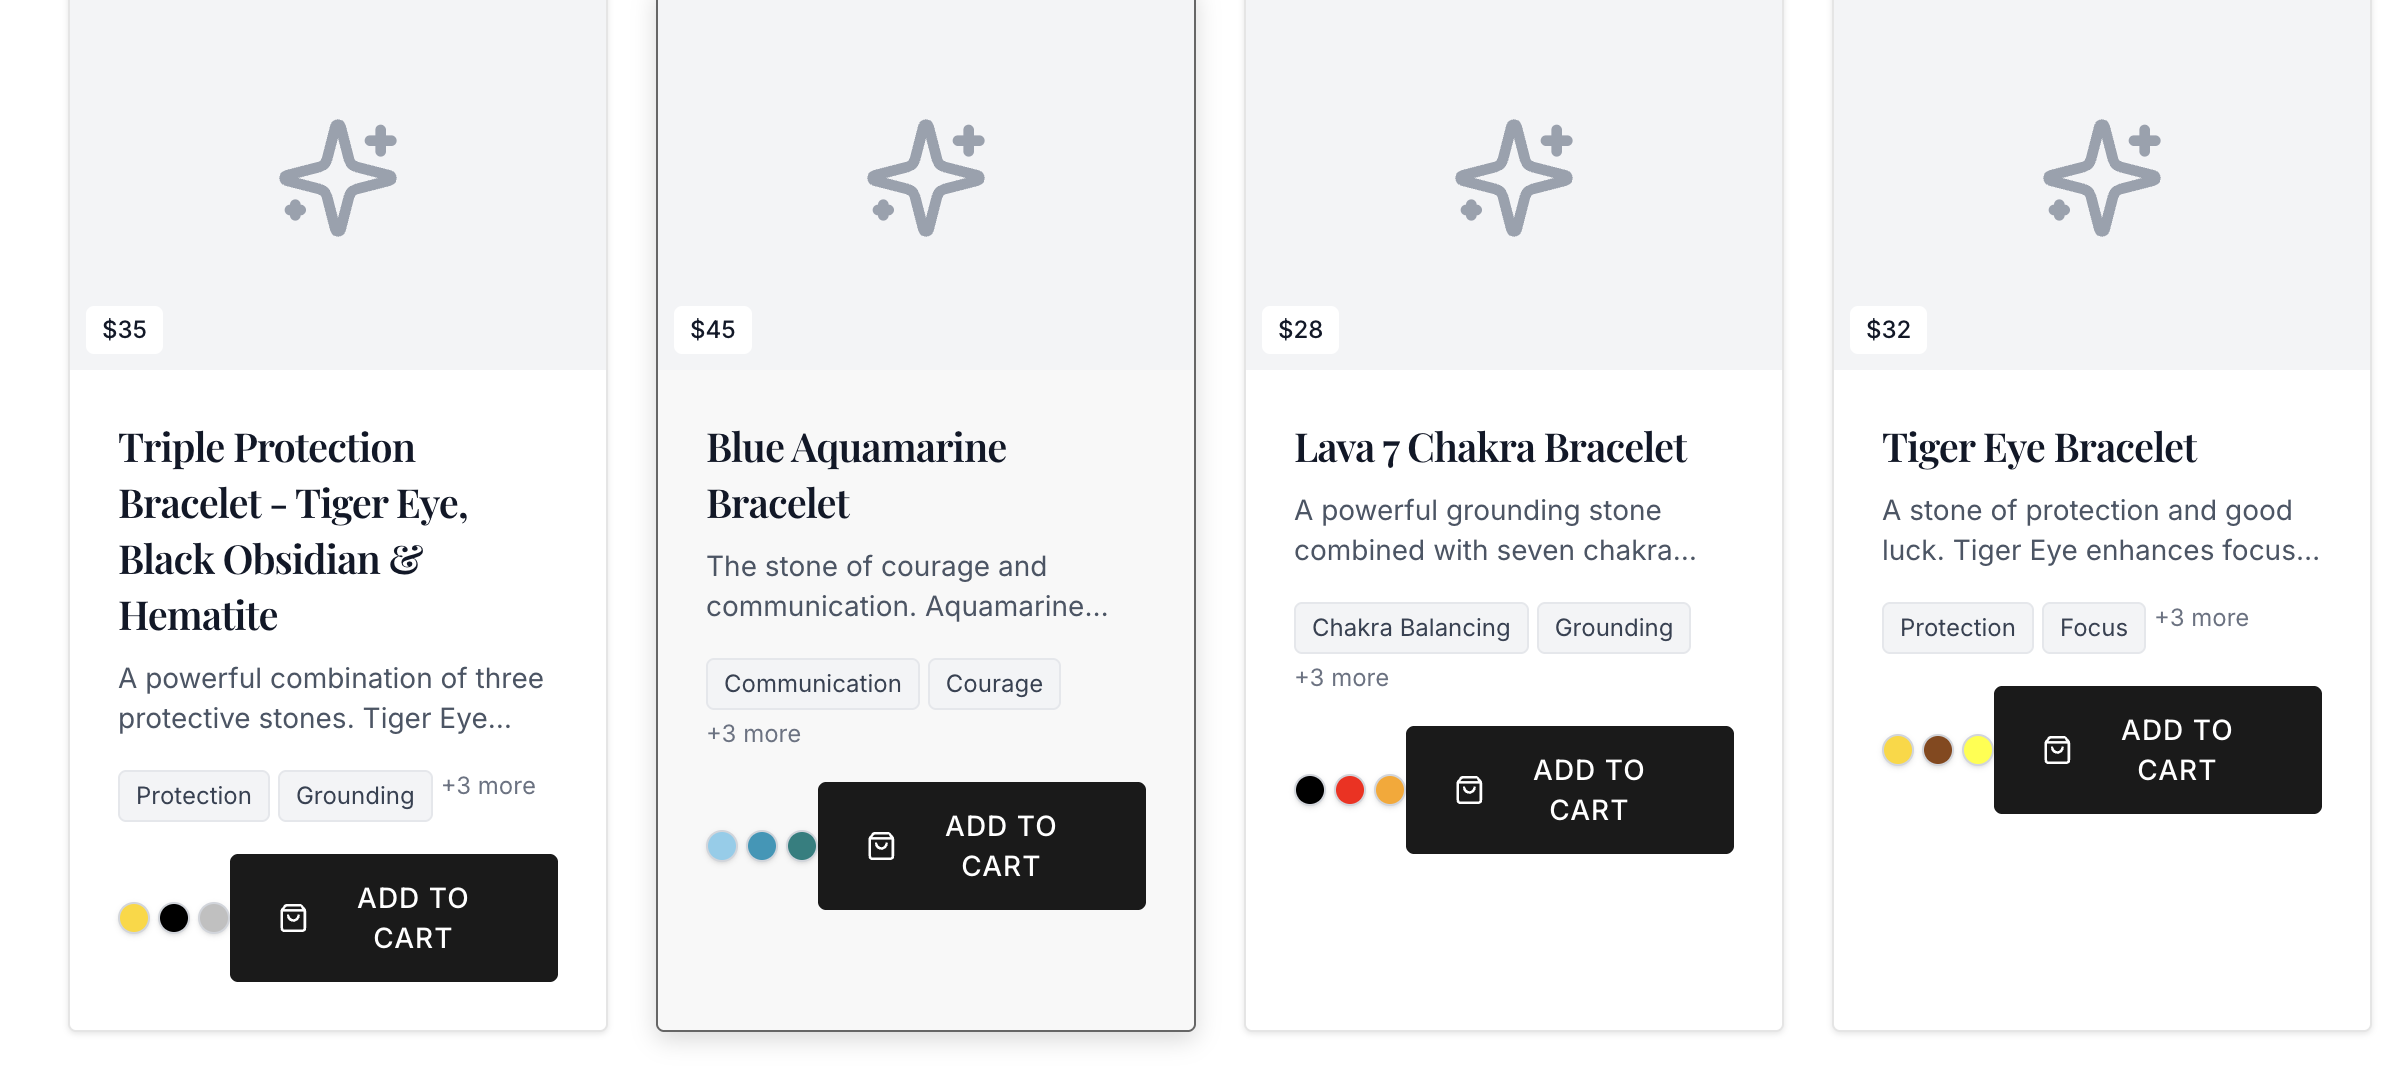 $35
Triple Protection
Bracelet - Tiger Eye,
Black Obsidian &
Hematite
A powerful combination of three
protective stones. Tiger Eye...
Protection
Grounding
+3 more
ADD TO
CART
$45
Blue Aquamarine
Bracelet
The stone of courage and
communication. Aquamarine...
Communication
Courage
+3 more
ADD TO
CART
$28
Lava 7 Chakra Bracelet
A powerful grounding stone
combined with seven chakra...
Chakra Balancing
Grounding
+3 more
ADD TO
CART
$32
Tiger Eye Bracelet
A stone of protection and good
luck. Tiger Eye enhances focus...
Protection
Focus
+3 more
ADD TO
CART